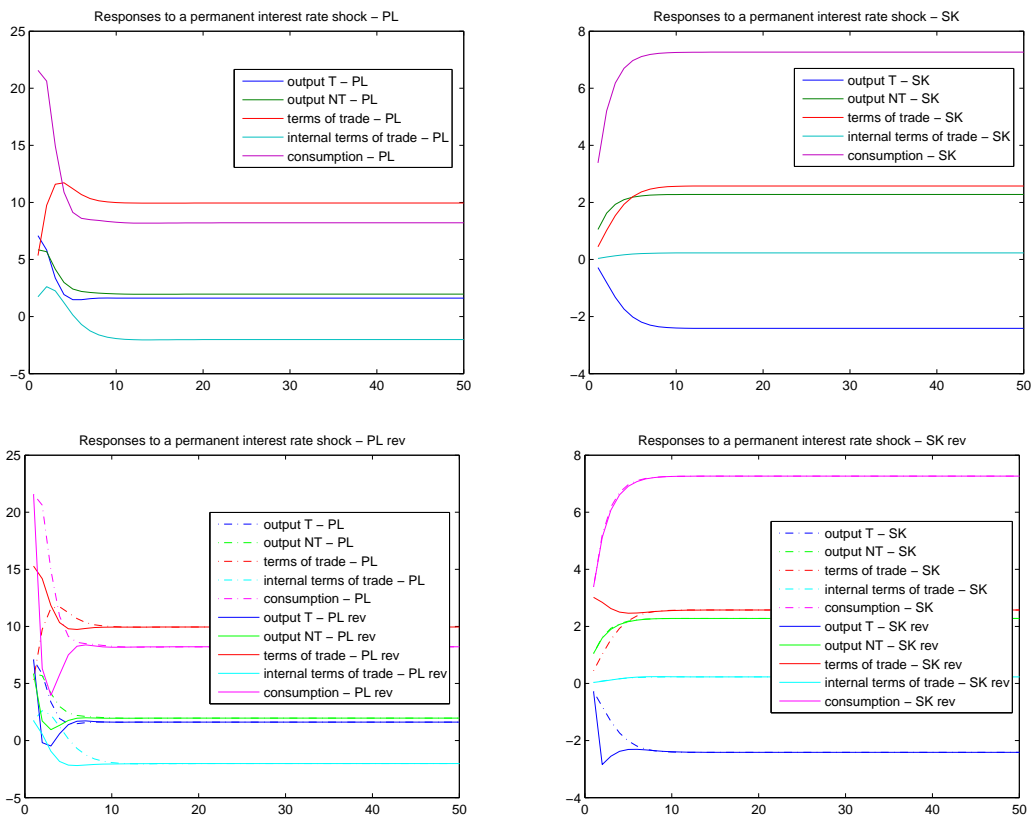 Responses to a permanent interest rate shock − PL
25
20
15
10
5
0
−5
0 10 20 30 40 50
output T − PL
output NT − PL
terms of trade − PL
internal terms of trade − PL
consumption − PL
Responses to a permanent interest rate shock − SK
8
6
4
2
0
−2
−4
0 10 20 30 40 50
output T − SK
output NT − SK
terms of trade − SK
internal terms of trade − SK
consumption − SK
Responses to a permanent interest rate shock − PL rev
25
20
15
10
5
0
−5
0 10 20 30 40 50
output T − PL
output NT − PL
terms of trade − PL
internal terms of trade − PL
consumption − PL
output T − PL rev
output NT − PL rev
terms of trade − PL rev
internal terms of trade − PL rev
consumption − PL rev
Responses to a permanent interest rate shock − SK rev
8
6
4
2
0
−2
−4
0 10 20 30 40 50
output T − SK
output NT − SK
terms of trade − SK
internal terms of trade − SK
consumption − SK
output T − SK rev
output NT − SK rev
terms of trade − SK rev
internal terms of trade − SK rev
consumption − SK rev